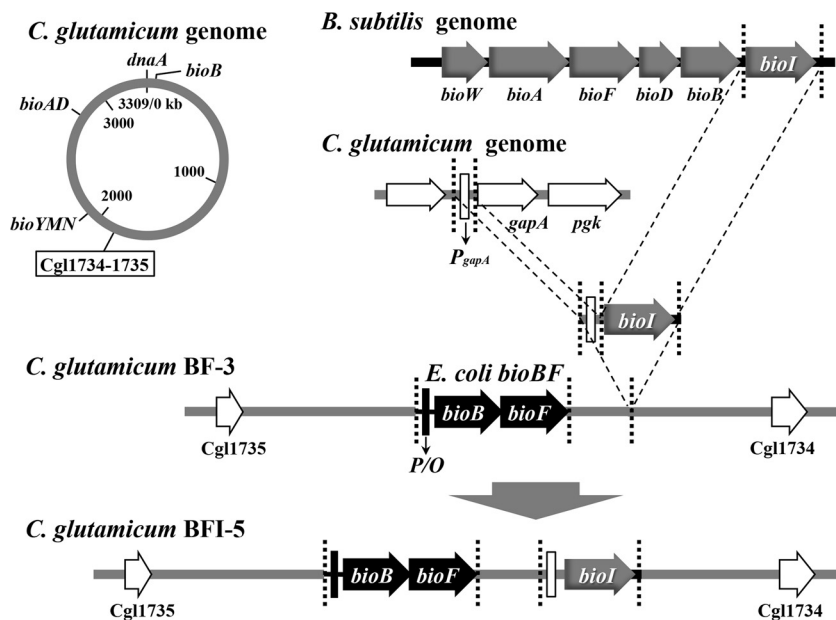 C. glutamicum genome
dnaA
bioB
3309/0 kb
bioAD
3000
1000
2000
bioYMN
Cgl1734-1735
B. subtilis genome
bioI
bioW
bioA
bioF
bioD
bioB
C. glutamicum genome
gapA
pgk
PgapA
bioI
C. glutamicum BF-3
E. coli bioBF
bioB
bioF
Cgl1735
Cgl1734
P/O
C. glutamicum BFI-5
bioB
bioF
bioI
Cgl1735
Cgl1734